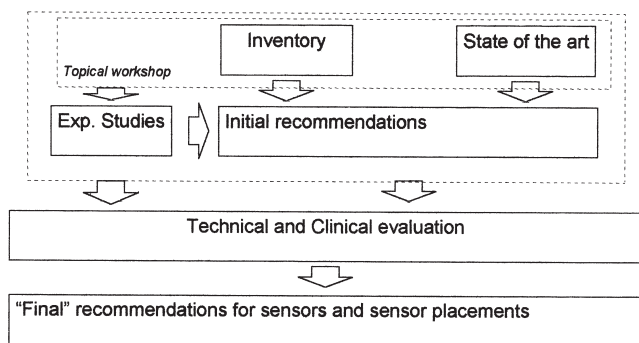 Inventory
State of the art
Topical workshop
Exp. Studies
Initial recommendations
Technical and Clinical evaluation
“Final” recommendations for sensors and sensor placements